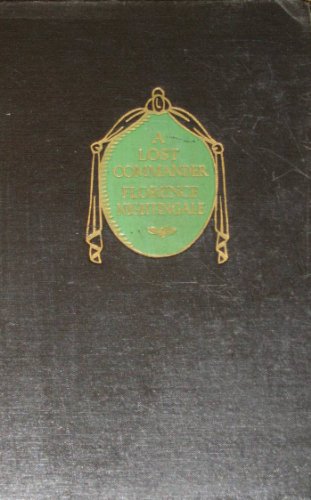 A
LOST
COMMANDER
FLORENCE
NIGHTINGALE